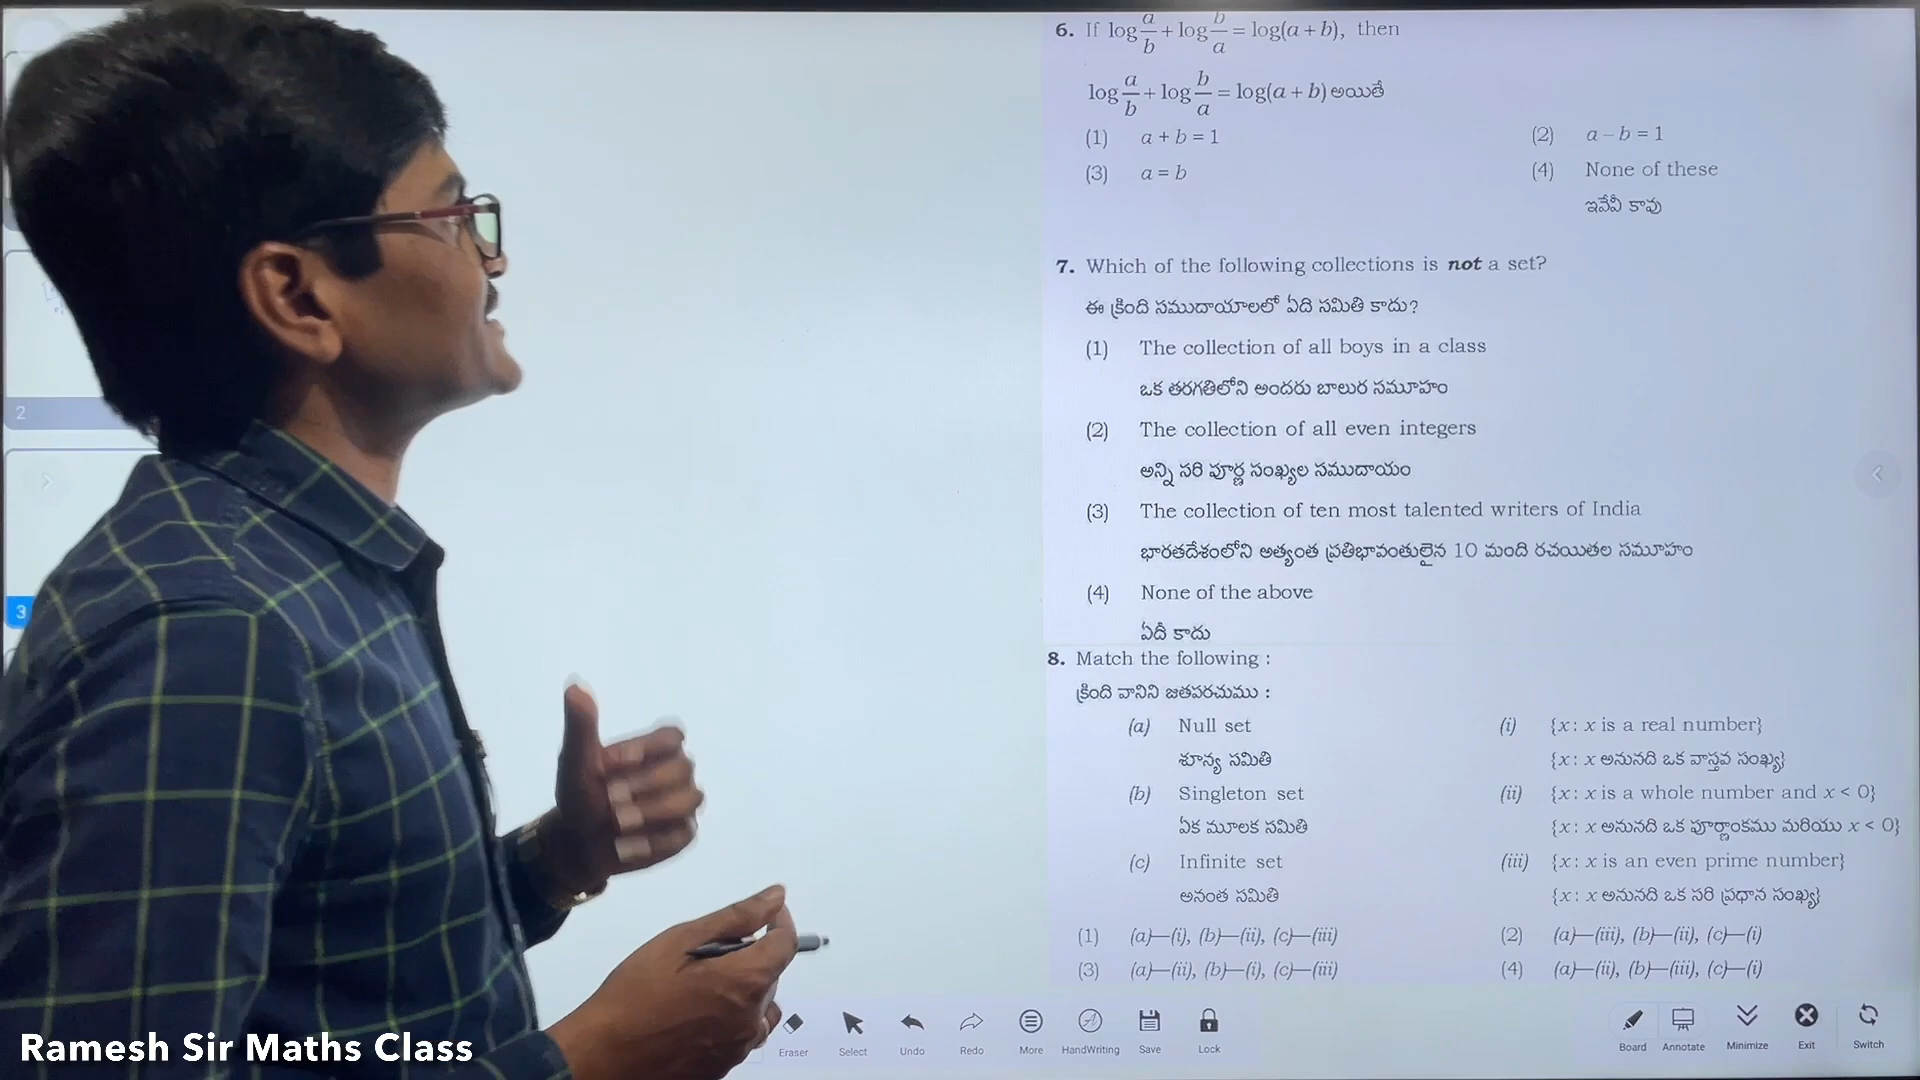 6. If log a/b + log b/a = log(a + b), then
log a/b + log b/a = log(a + b) అయితే
(1) a + b = 1 (2) a – b = 1
(3) a = b (4) None of these
ఇవేవీ కావు
7. Which of the following collections is not a set?
ఈ క్రింది సముదాయాలలో ఏది సమితి కాదు?
(1) The collection of all boys in a class
ఒక తరగతిలోని అందరు బాలుర సమూహం
(2) The collection of all even integers
అన్ని సరి పూర్ణ సంఖ్యల సముదాయం
(3) The collection of ten most talented writers of India
భారతదేశంలోని అత్యంత ప్రతిభావంతులైన 10 మంది రచయితల సమూహం
(4) None of the above
ఏదీ కాదు
8. Match the following :
క్రింది వానిని జతపరచుము :
(a) Null set (i) {x : x is a real number}
శూన్య సమితి {x : x అనునది ఒక వాస్తవ సంఖ్య}
(b) Singleton set (ii) {x : x is a whole number and x < 0}
ఏక మూలక సమితి {x : x అనునది ఒక పూర్ణాంకము మరియు x < 0}
(c) Infinite set (iii) {x : x is an even prime number}
అనంత సమితి {x : x అనునది ఒక సరి ప్రధాన సంఖ్య}
(1) (a)—(i), (b)—(ii), (c)—(iii) (2) (a)—(iii), (b)—(ii), (c)—(i)
(3) (a)—(ii), (b)—(i), (c)—(iii) (4) (a)—(ii), (b)—(iii), (c)—(i)
2
3
Eraser Select Undo Redo More HandWriting Save Lock Board Annotate Minimize Exit Switch
Ramesh Sir Maths Class